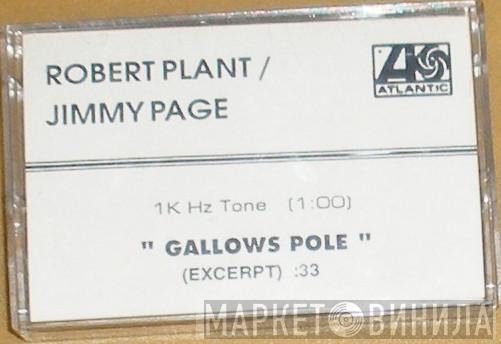 ROBERT PLANT /
JIMMY PAGE
ATLANTIC
1K Hz Tone (1:00)
" GALLOWS POLE "
(EXCERPT) :33
МАРКЕТ ВИНИЛА